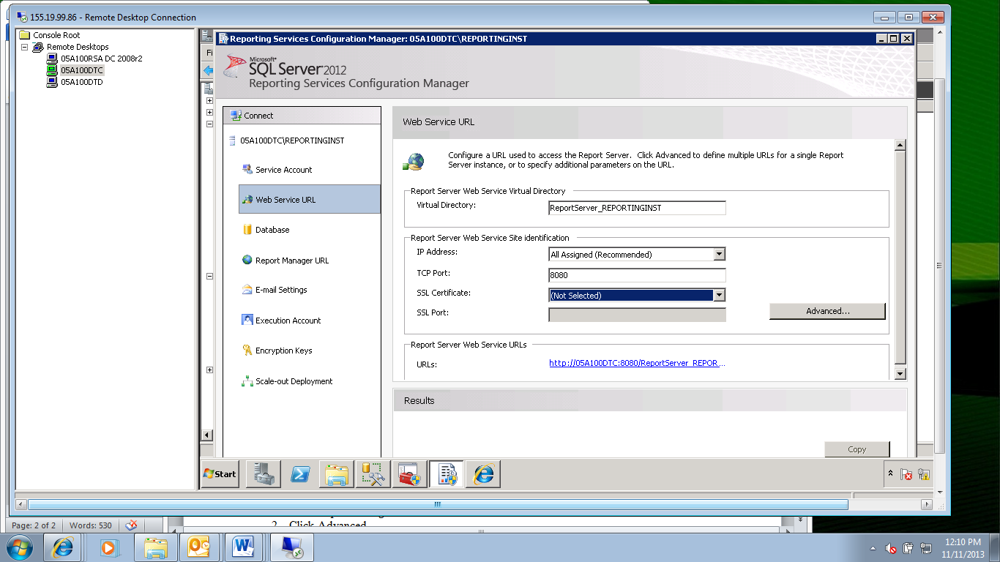 155.19.99.86 - Remote Desktop Connection
Console Root
Remote Desktops
05A100RSA DC 2008r2
05A100DTC
05A100DTD
Fi
Reporting Services Configuration Manager: 05A100DTC\REPORTINGINST
Microsoft®
SQL Server 2012
Reporting Services Configuration Manager
Connect
05A100DTC\REPORTINGINST
Service Account
Web Service URL
Database
Report Manager URL
E-mail Settings
Execution Account
Encryption Keys
Scale-out Deployment
Web Service URL
Configure a URL used to access the Report Server. Click Advanced to define multiple URLs for a single Report
Server instance, or to specify additional parameters on the URL.
Report Server Web Service Virtual Directory
Virtual Directory: ReportServer_REPORTINGINST
Report Server Web Service Site identification
IP Address: All Assigned (Recommended)
TCP Port: 8080
SSL Certificate: (Not Selected)
SSL Port:
Advanced...
Report Server Web Service URLs
URLs: http://05A100DTC:8080/ReportServer_REPOR...
Results
Copy
Start
2. Click Advanced
Page: 2 of 2 Words: 530
12:10 PM
11/11/2013